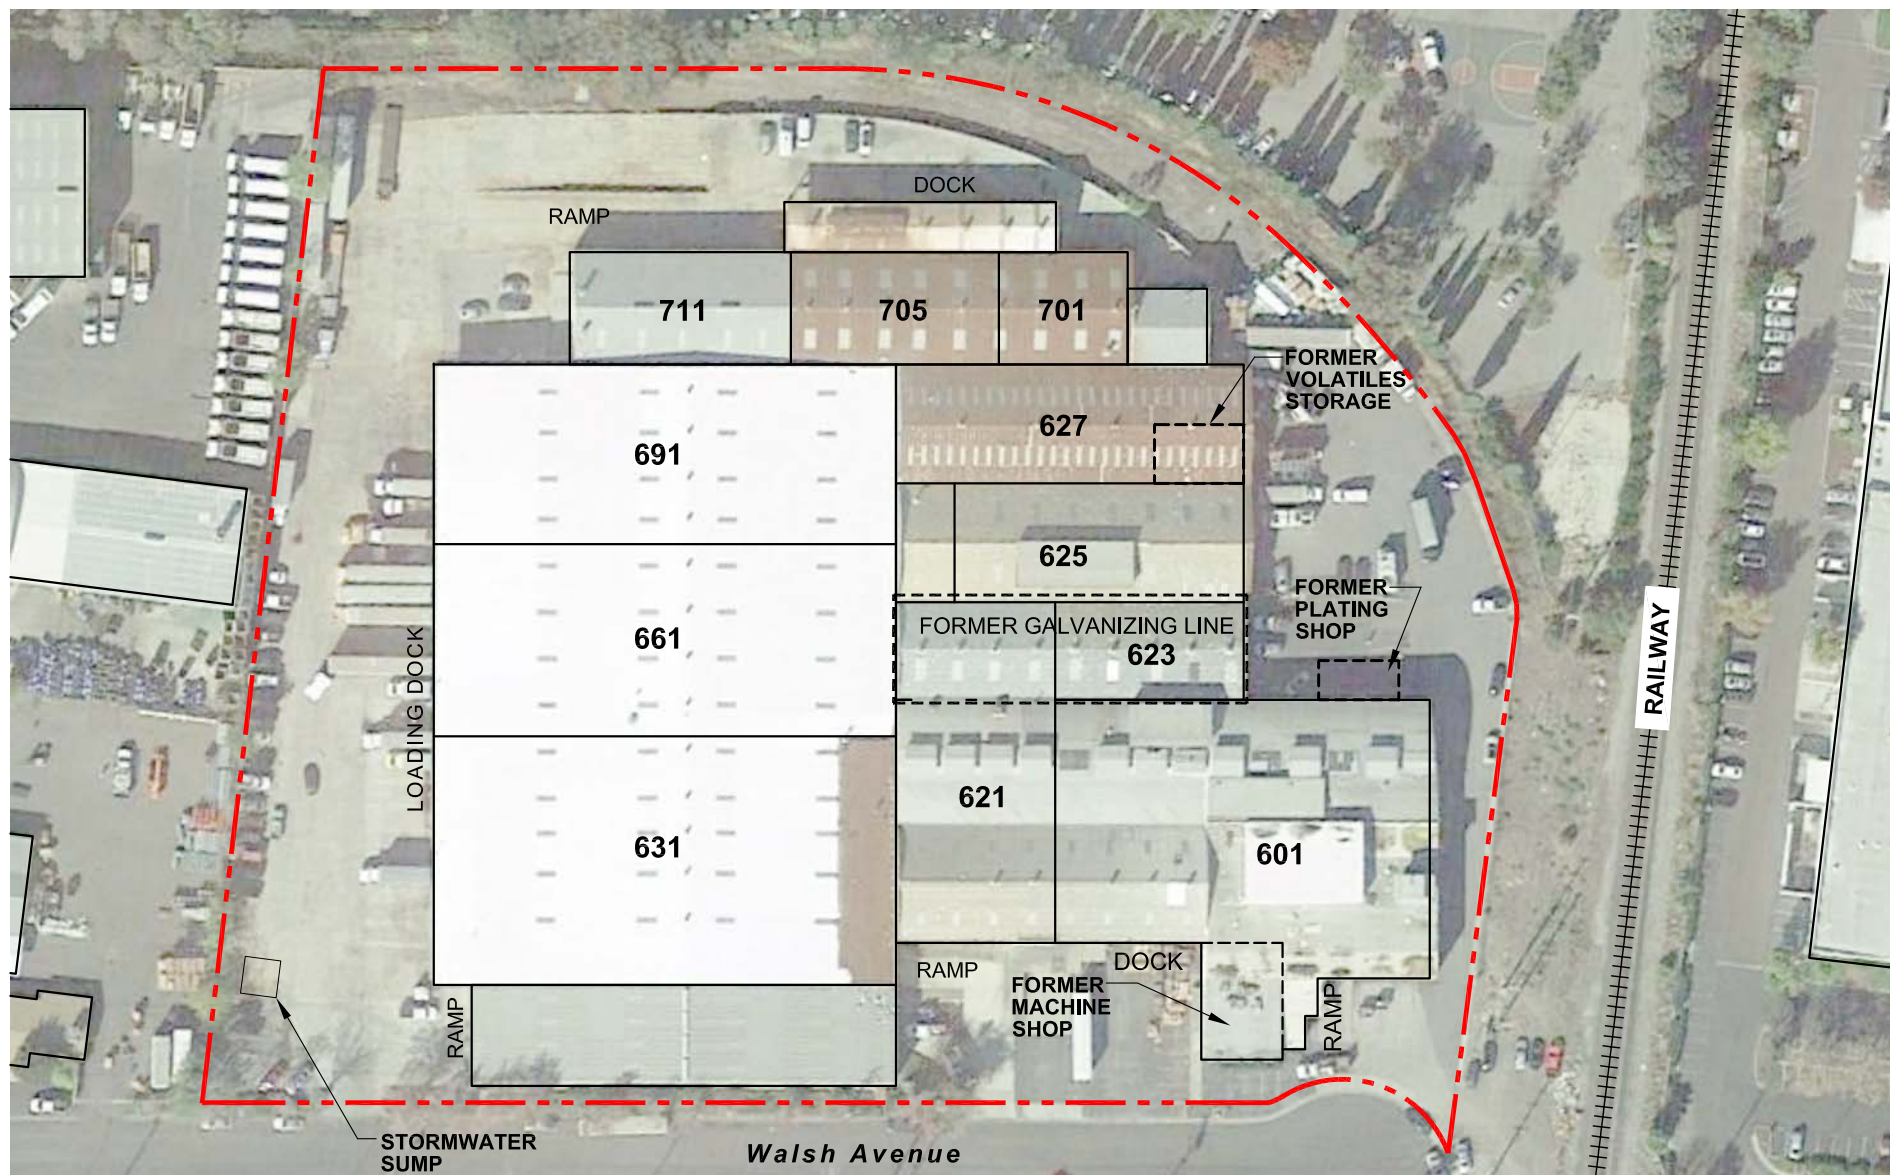 DOCK
RAMP
711
705
701
FORMER
VOLATILES
STORAGE
627
691
625
FORMER
PLATING
SHOP
FORMER GALVANIZING LINE
623
661
LOADING DOCK
RAILWAY
621
631
601
RAMP
DOCK
FORMER
MACHINE
SHOP
RAMP
RAMP
STORMWATER
SUMP
Walsh Avenue